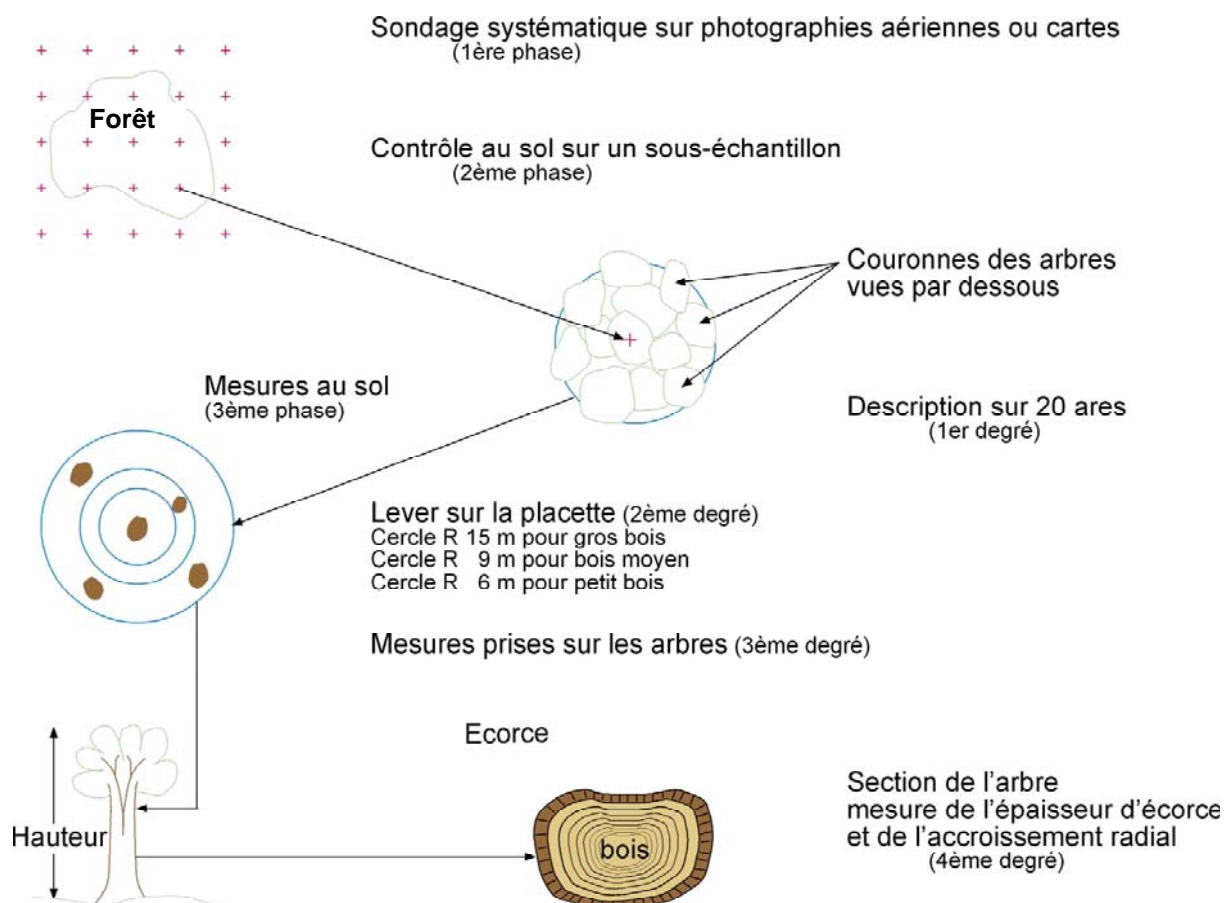 Sondage systématique sur photographies aériennes ou cartes
(1ère phase)
Forêt
Contrôle au sol sur un sous-échantillon
(2ème phase)
Couronnes des arbres
vues par dessous
Mesures au sol
(3ème phase)
Description sur 20 ares
(1er degré)
Lever sur la placette (2ème degré)
Cercle R 15 m pour gros bois
Cercle R 9 m pour bois moyen
Cercle R 6 m pour petit bois
Mesures prises sur les arbres (3ème degré)
Ecorce
Section de l'arbre
mesure de l'épaisseur d'écorce
et de l'accroissement radial
(4ème degré)
Hauteur
bois